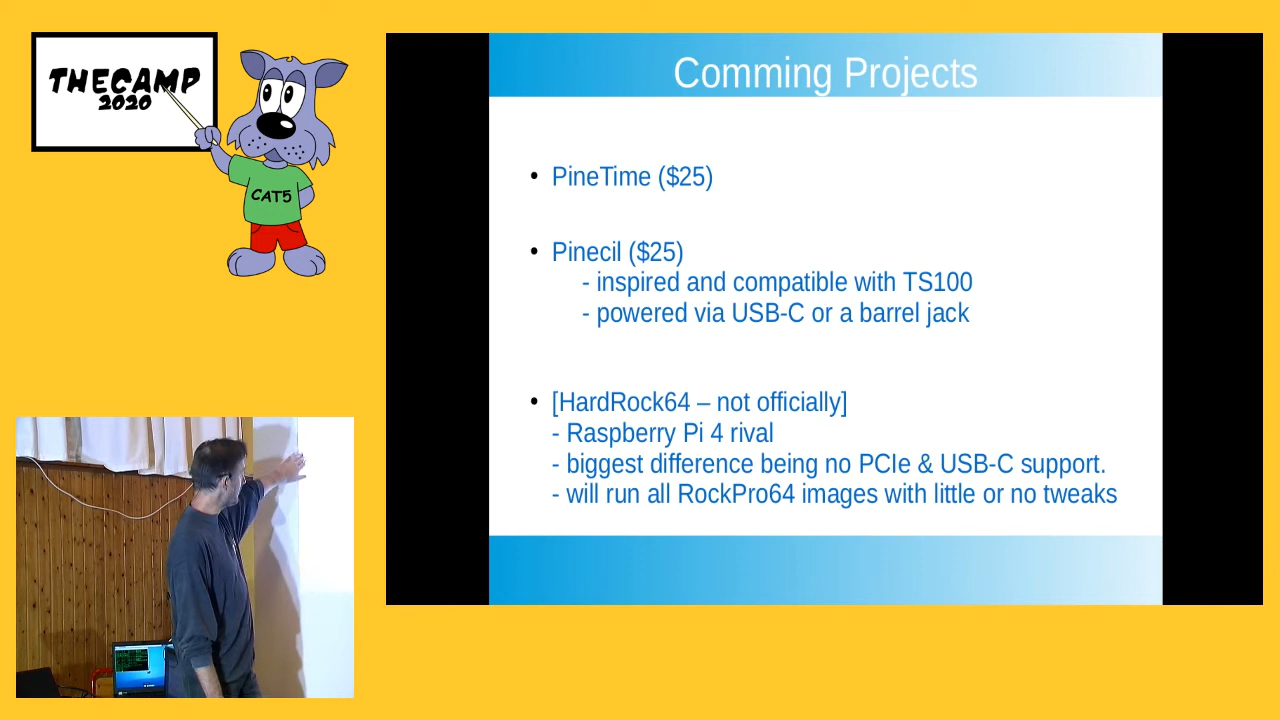 THECAMP
2020
CAT5
Comming Projects
• PineTime ($25)
• Pinecil ($25)
- inspired and compatible with TS100
- powered via USB-C or a barrel jack
• [HardRock64 – not officially]
- Raspberry Pi 4 rival
- biggest difference being no PCIe & USB-C support.
- will run all RockPro64 images with little or no tweaks